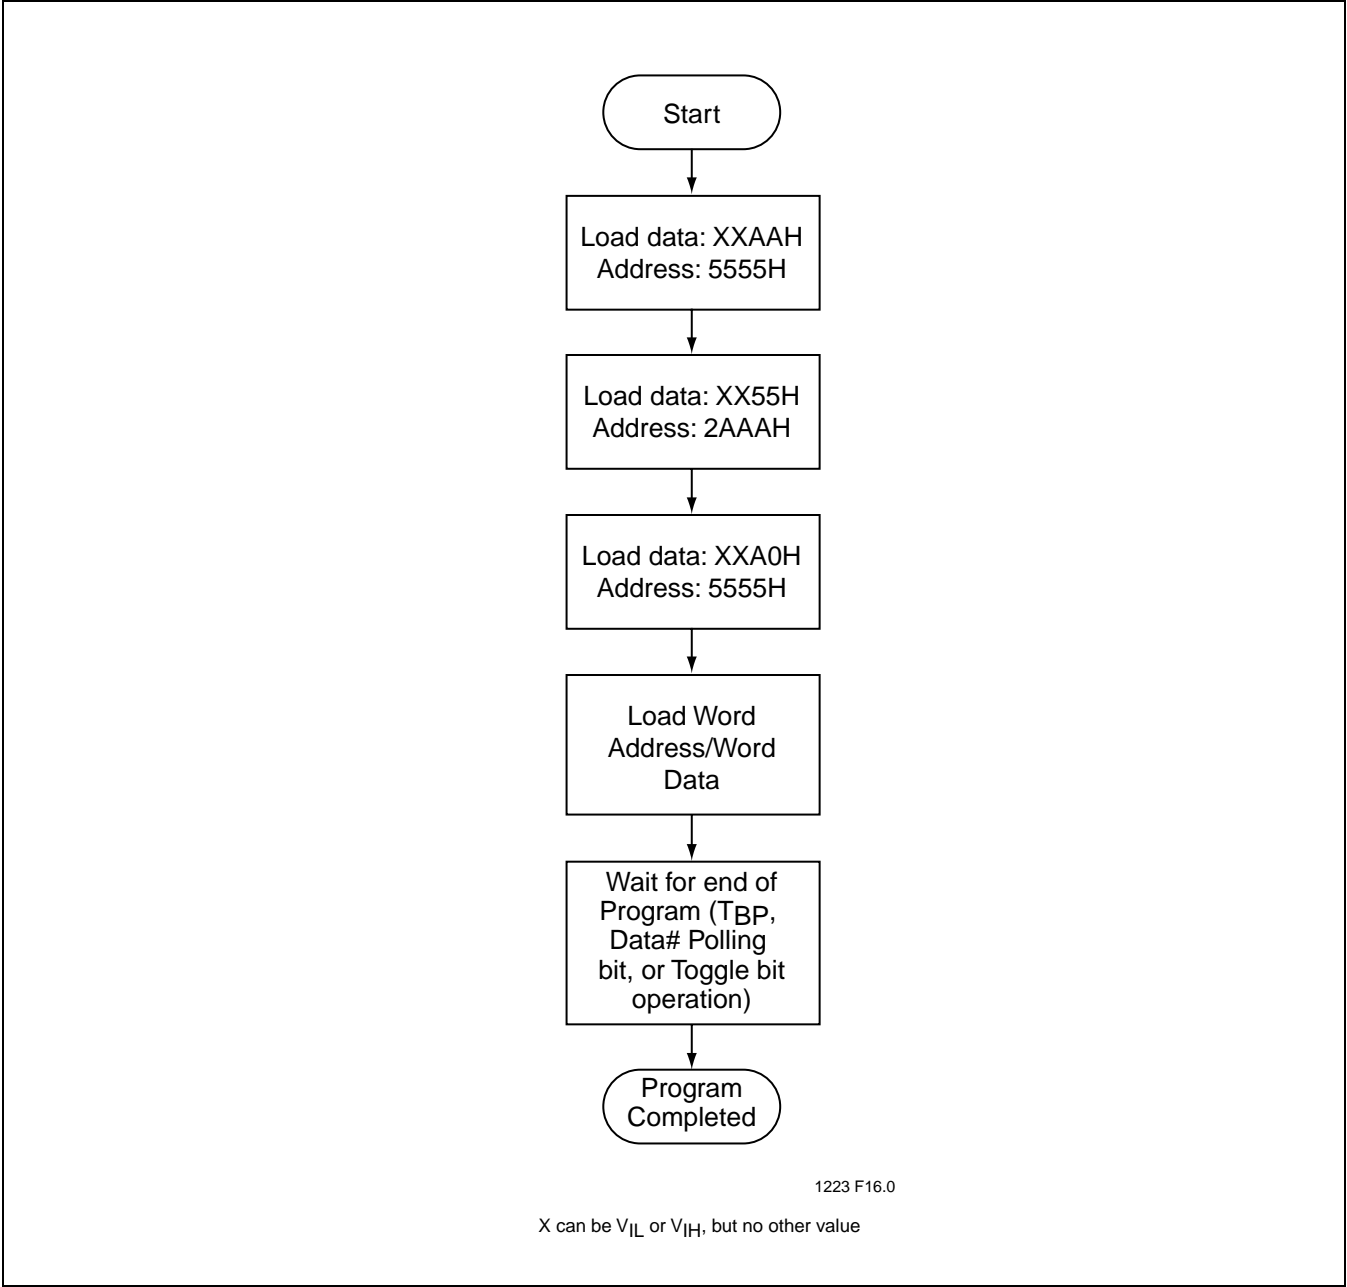 Start
Load data: XXAAH
Address: 5555H
Load data: XX55H
Address: 2AAAH
Load data: XXA0H
Address: 5555H
Load Word
Address/Word
Data
Wait for end of
Program (TBP,
Data# Polling
bit, or Toggle bit
operation)
Program
Completed
1223 F16.0
X can be VIL or VIH, but no other value